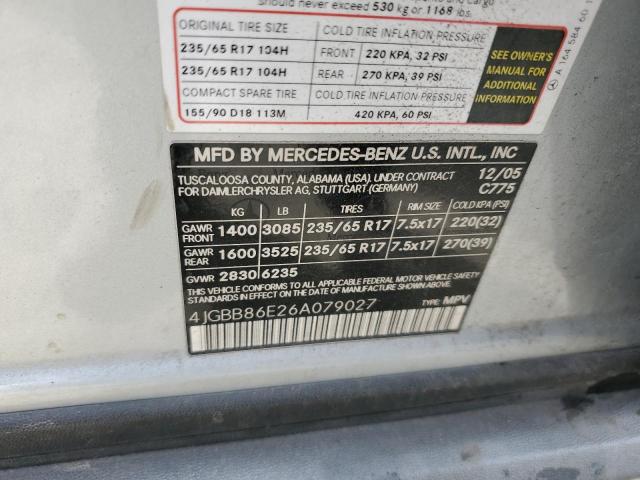 should never exceed 530 kg or 1168 lbs.
ORIGINAL TIRE SIZE COLD TIRE INFLATION PRESSURE
235/65 R17 104H FRONT 220 KPA, 32 PSI
235/65 R17 104H REAR 270 KPA, 39 PSI
COMPACT SPARE TIRE COLD TIRE INFLATION PRESSURE
155/90 D18 113M 420 KPA, 60 PSI
SEE OWNER'S
MANUAL FOR
ADDITIONAL
INFORMATION
A 164 584 60
MFD BY MERCEDES-BENZ U.S. INTL., INC
TUSCALOOSA COUNTY, ALABAMA (USA). UNDER CONTRACT 12/05
FOR DAIMLERCHRYSLER AG, STUTTGART (GERMANY) C775
KG LB TIRES RIM SIZE COLD KPA (PSI)
GAWR FRONT 1400 3085 235/65 R17 7.5x17 220(32)
GAWR REAR 1600 3525 235/65 R17 7.5x17 270(39)
GVWR 2830 6235
THIS VEHICLE CONFORMS TO ALL APPLICABLE FEDERAL MOTOR VEHICLE SAFETY
STANDARDS IN EFFECT ON THE DATE OF MANUFACTURE SHOWN ABOVE.
4JGBB86E26A079027 TYPE: MPV